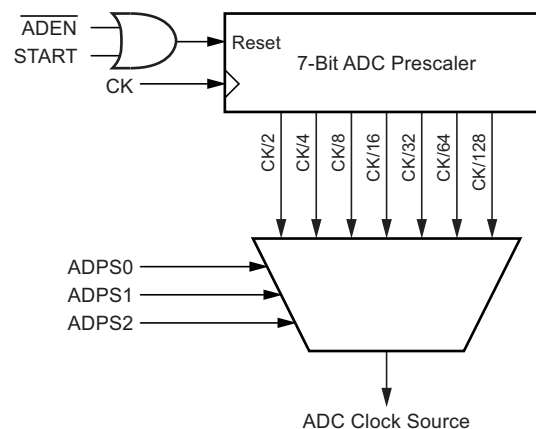 ADEN
START
CK
Reset
7-Bit ADC Prescaler
CK/2
CK/4
CK/8
CK/16
CK/32
CK/64
CK/128
ADPS0
ADPS1
ADPS2
ADC Clock Source